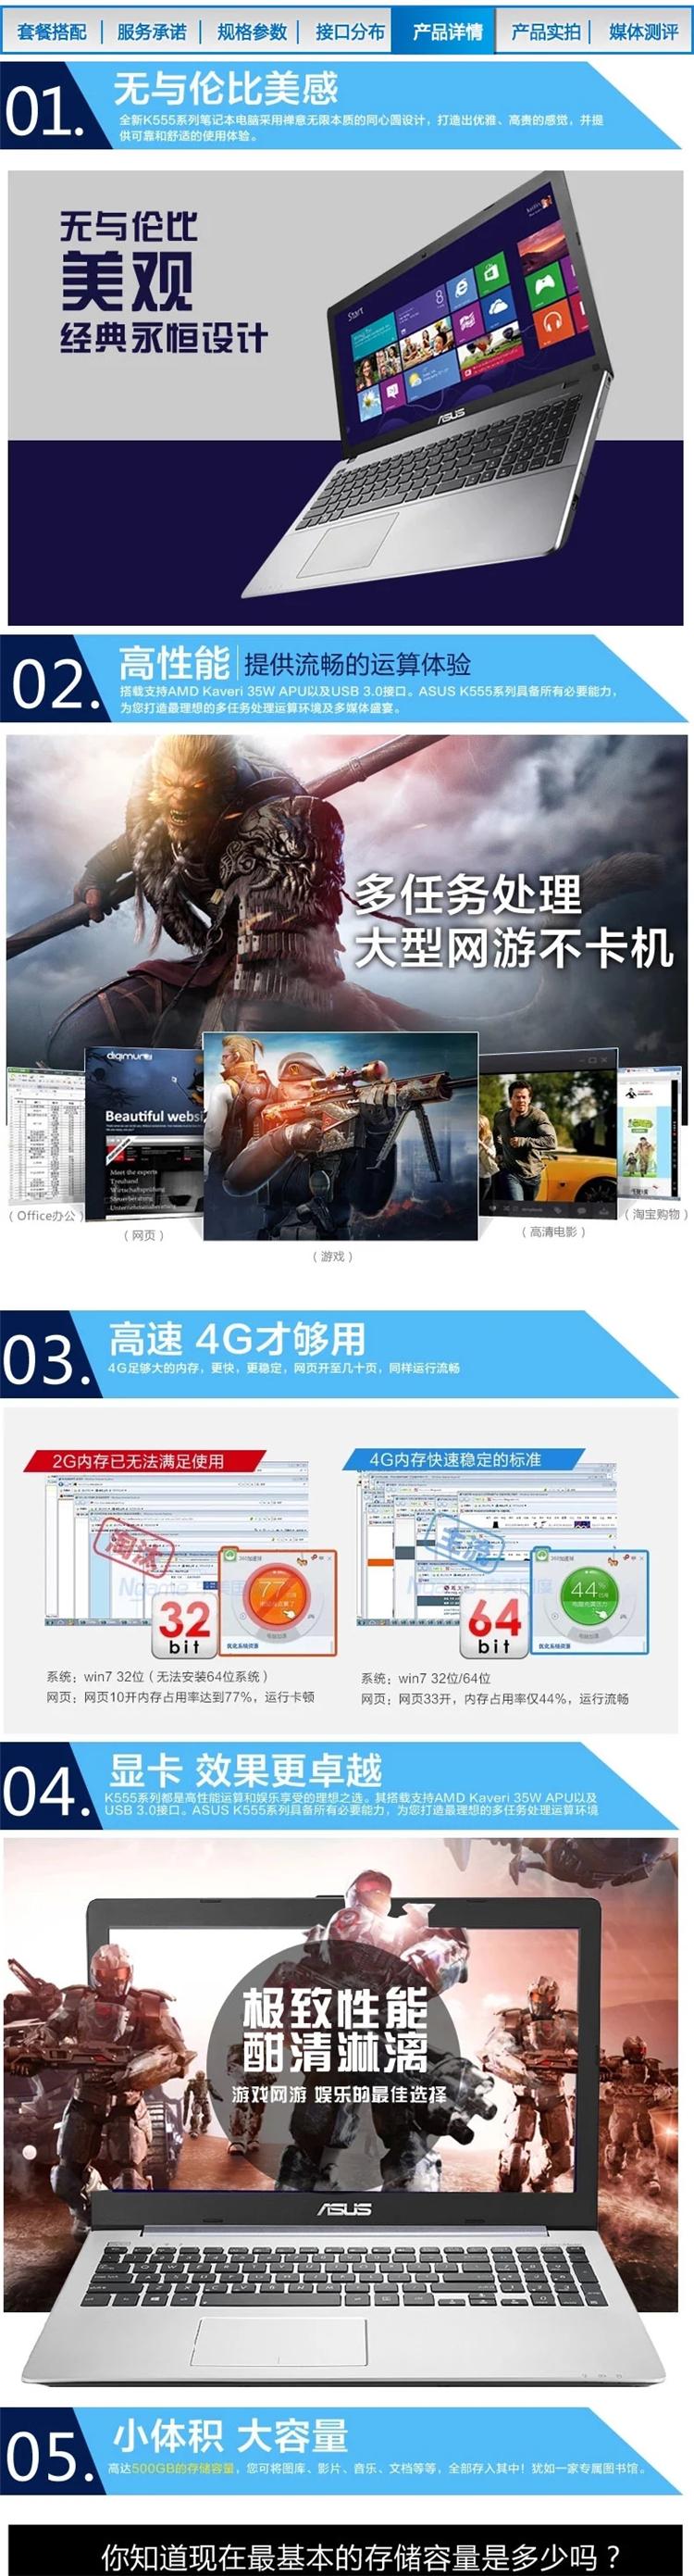 套餐搭配 服务承诺 规格参数 接口分布 产品详情 产品实拍 媒体测评
01.
无与伦比美感
全新K555系列笔记本电脑采用禅意无限本质的同心圆设计，打造出优雅、高贵的感觉，并提
供可靠和舒适的使用体验。
无与伦比
美观
经典永恒设计
Start
ASUS
02.
高性能 提供流畅的运算体验
搭载支持AMD Kaveri 35W APU以及USB 3.0接口。ASUS K555系列具备所有必要能力，
为您打造最理想的多任务处理运算环境及多媒体盛宴。
多任务处理
大型网游不卡机
digimurai
Beautiful websi
Meet the experts
Treuhand
Wirtschaftsprüfung
Steuerberatung
Unternehmensberatung
（Office办公）
（网页）
（游戏）
（高清电影）
（淘宝购物）
03.
高速 4G才够用
4G足够大的内存，更快，更稳定，网页开至几十页，同样运行流畅
2G内存已无法满足使用
4G内存快速稳定的标准
淘汰
主流
77%
44%
32
bit
64
bit
优化系统资源
优化系统资源
系统：win7 32位（无法安装64位系统）
网页：网页10开内存占用率达到77%，运行卡顿
系统：win7 32位/64位
网页：网页33开，内存占用率仅44%，运行流畅
04.
显卡 效果更卓越
K555系列都是高性能运算和娱乐享受的理想之选。其搭载支持AMD Kaveri 35W APU以及
USB 3.0接口。ASUS K555系列具备所有必要能力，为您打造最理想的多任务处理运算环境
极致性能
酣清淋漓
游戏网游 娱乐的最佳选择
ASUS
05.
小体积 大容量
高达500GB的存储容量，您可将图库、影片、音乐、文档等等，全部存入其中！犹如一家专属图书馆。
你知道现在最基本的存储容量是多少吗？